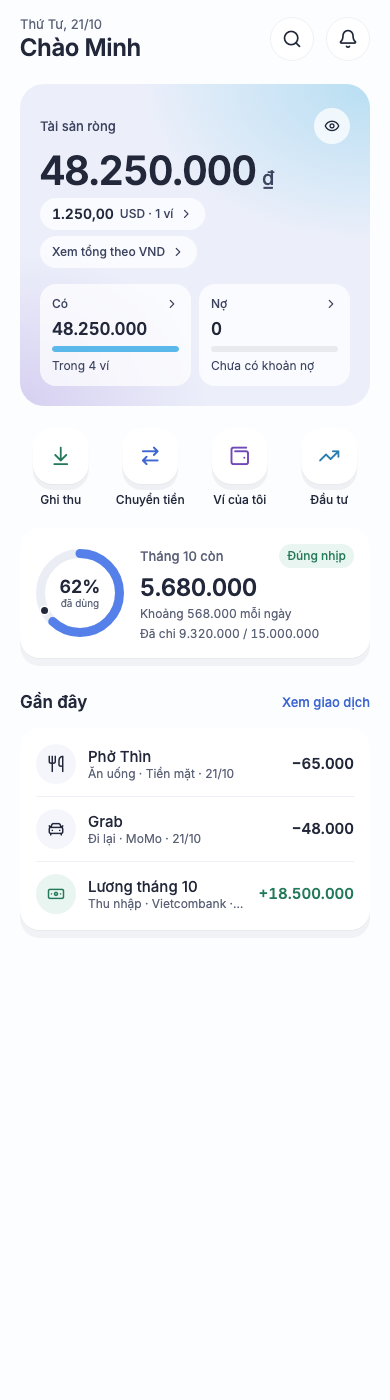 Thứ Tư, 21/10
Chào Minh
Tài sản ròng
48.250.000 ₫
1.250,00 USD · 1 ví
Xem tổng theo VND
Có
48.250.000
Trong 4 ví
Nợ
0
Chưa có khoản nợ
Ghi thu
Chuyển tiền
Ví của tôi
Đầu tư
62%
đã dùng
Tháng 10 còn
Đúng nhịp
5.680.000
Khoảng 568.000 mỗi ngày
Đã chi 9.320.000 / 15.000.000
Gần đây
Xem giao dịch
Phở Thìn
Ăn uống · Tiền mặt · 21/10
−65.000
Grab
Đi lại · MoMo · 21/10
−48.000
Lương tháng 10
Thu nhập · Vietcombank ·...
+18.500.000